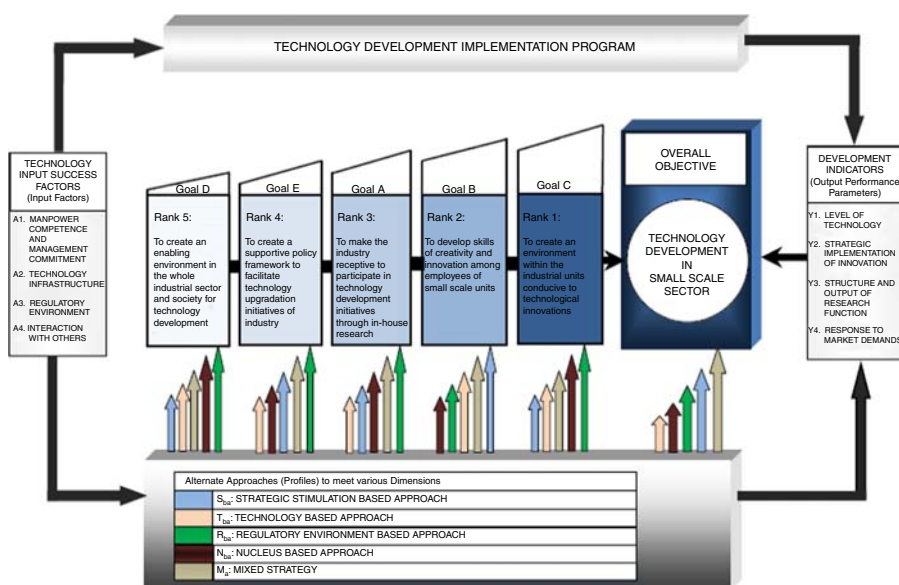 TECHNOLOGY DEVELOPMENT IMPLEMENTATION PROGRAM
TECHNOLOGY
INPUT SUCCESS
FACTORS
(Input Factors)
A1. MANPOWER
COMPETENCE
AND
MANAGEMENT
COMMITMENT
A2. TECHNOLOGY
INFRASTRUCTURE
A3. REGULATORY
ENVIRONMENT
A4. INTERACTION
WITH OTHERS
Goal D
Rank 5:
To create an
enabling
environment in
the whole
industrial sector
and society for
technology
development
Goal E
Rank 4:
To create a
supportive policy
framework to
facilitate
technology
upgradation
initiatives of
industry
Goal A
Rank 3:
To make the
industry
receptive to
participate in
technology
development
initiatives
through in-house
research
Goal B
Rank 2:
To develop skills
of creativity and
innovation among
employees of
small scale units
Goal C
Rank 1:
To create an
environment
within the
industrial units
conducive to
technological
innovations
OVERALL
OBJECTIVE
TECHNOLOGY
DEVELOPMENT
IN
SMALL SCALE
SECTOR
DEVELOPMENT
INDICATORS
(Output Performance
Parameters)
Y1. LEVEL OF
TECHNOLOGY
Y2. STRATEGIC
IMPLEMENTATION
OF INNOVATION
Y3. STRUCTURE AND
OUTPUT OF
RESEARCH
FUNCTION
Y4. RESPONSE TO
MARKET DEMANDS
Alternate Approaches (Profiles) to meet various Dimensions
Sba: STRATEGIC STIMULATION BASED APPROACH
Tba: TECHNOLOGY BASED APPROACH
Rba: REGULATORY ENVIRONMENT BASED APPROACH
Nba: NUCLEUS BASED APPROACH
Ma: MIXED STRATEGY